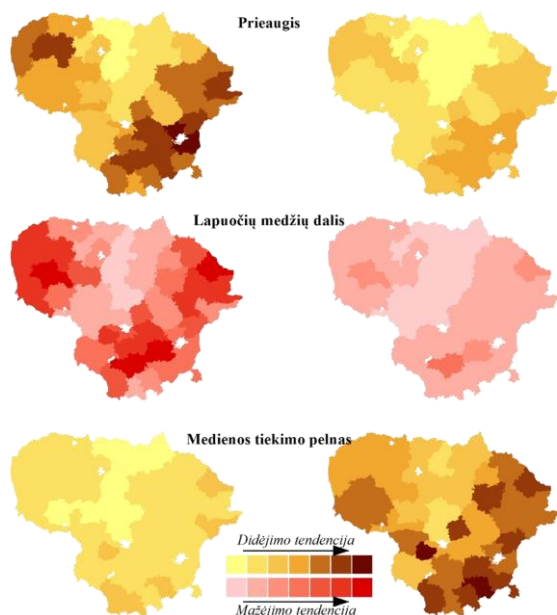 Prieaugis
Lapuočių medžių dalis
Medienos tiekimo pelnas
Didėjimo tendencija
Mažėjimo tendencija